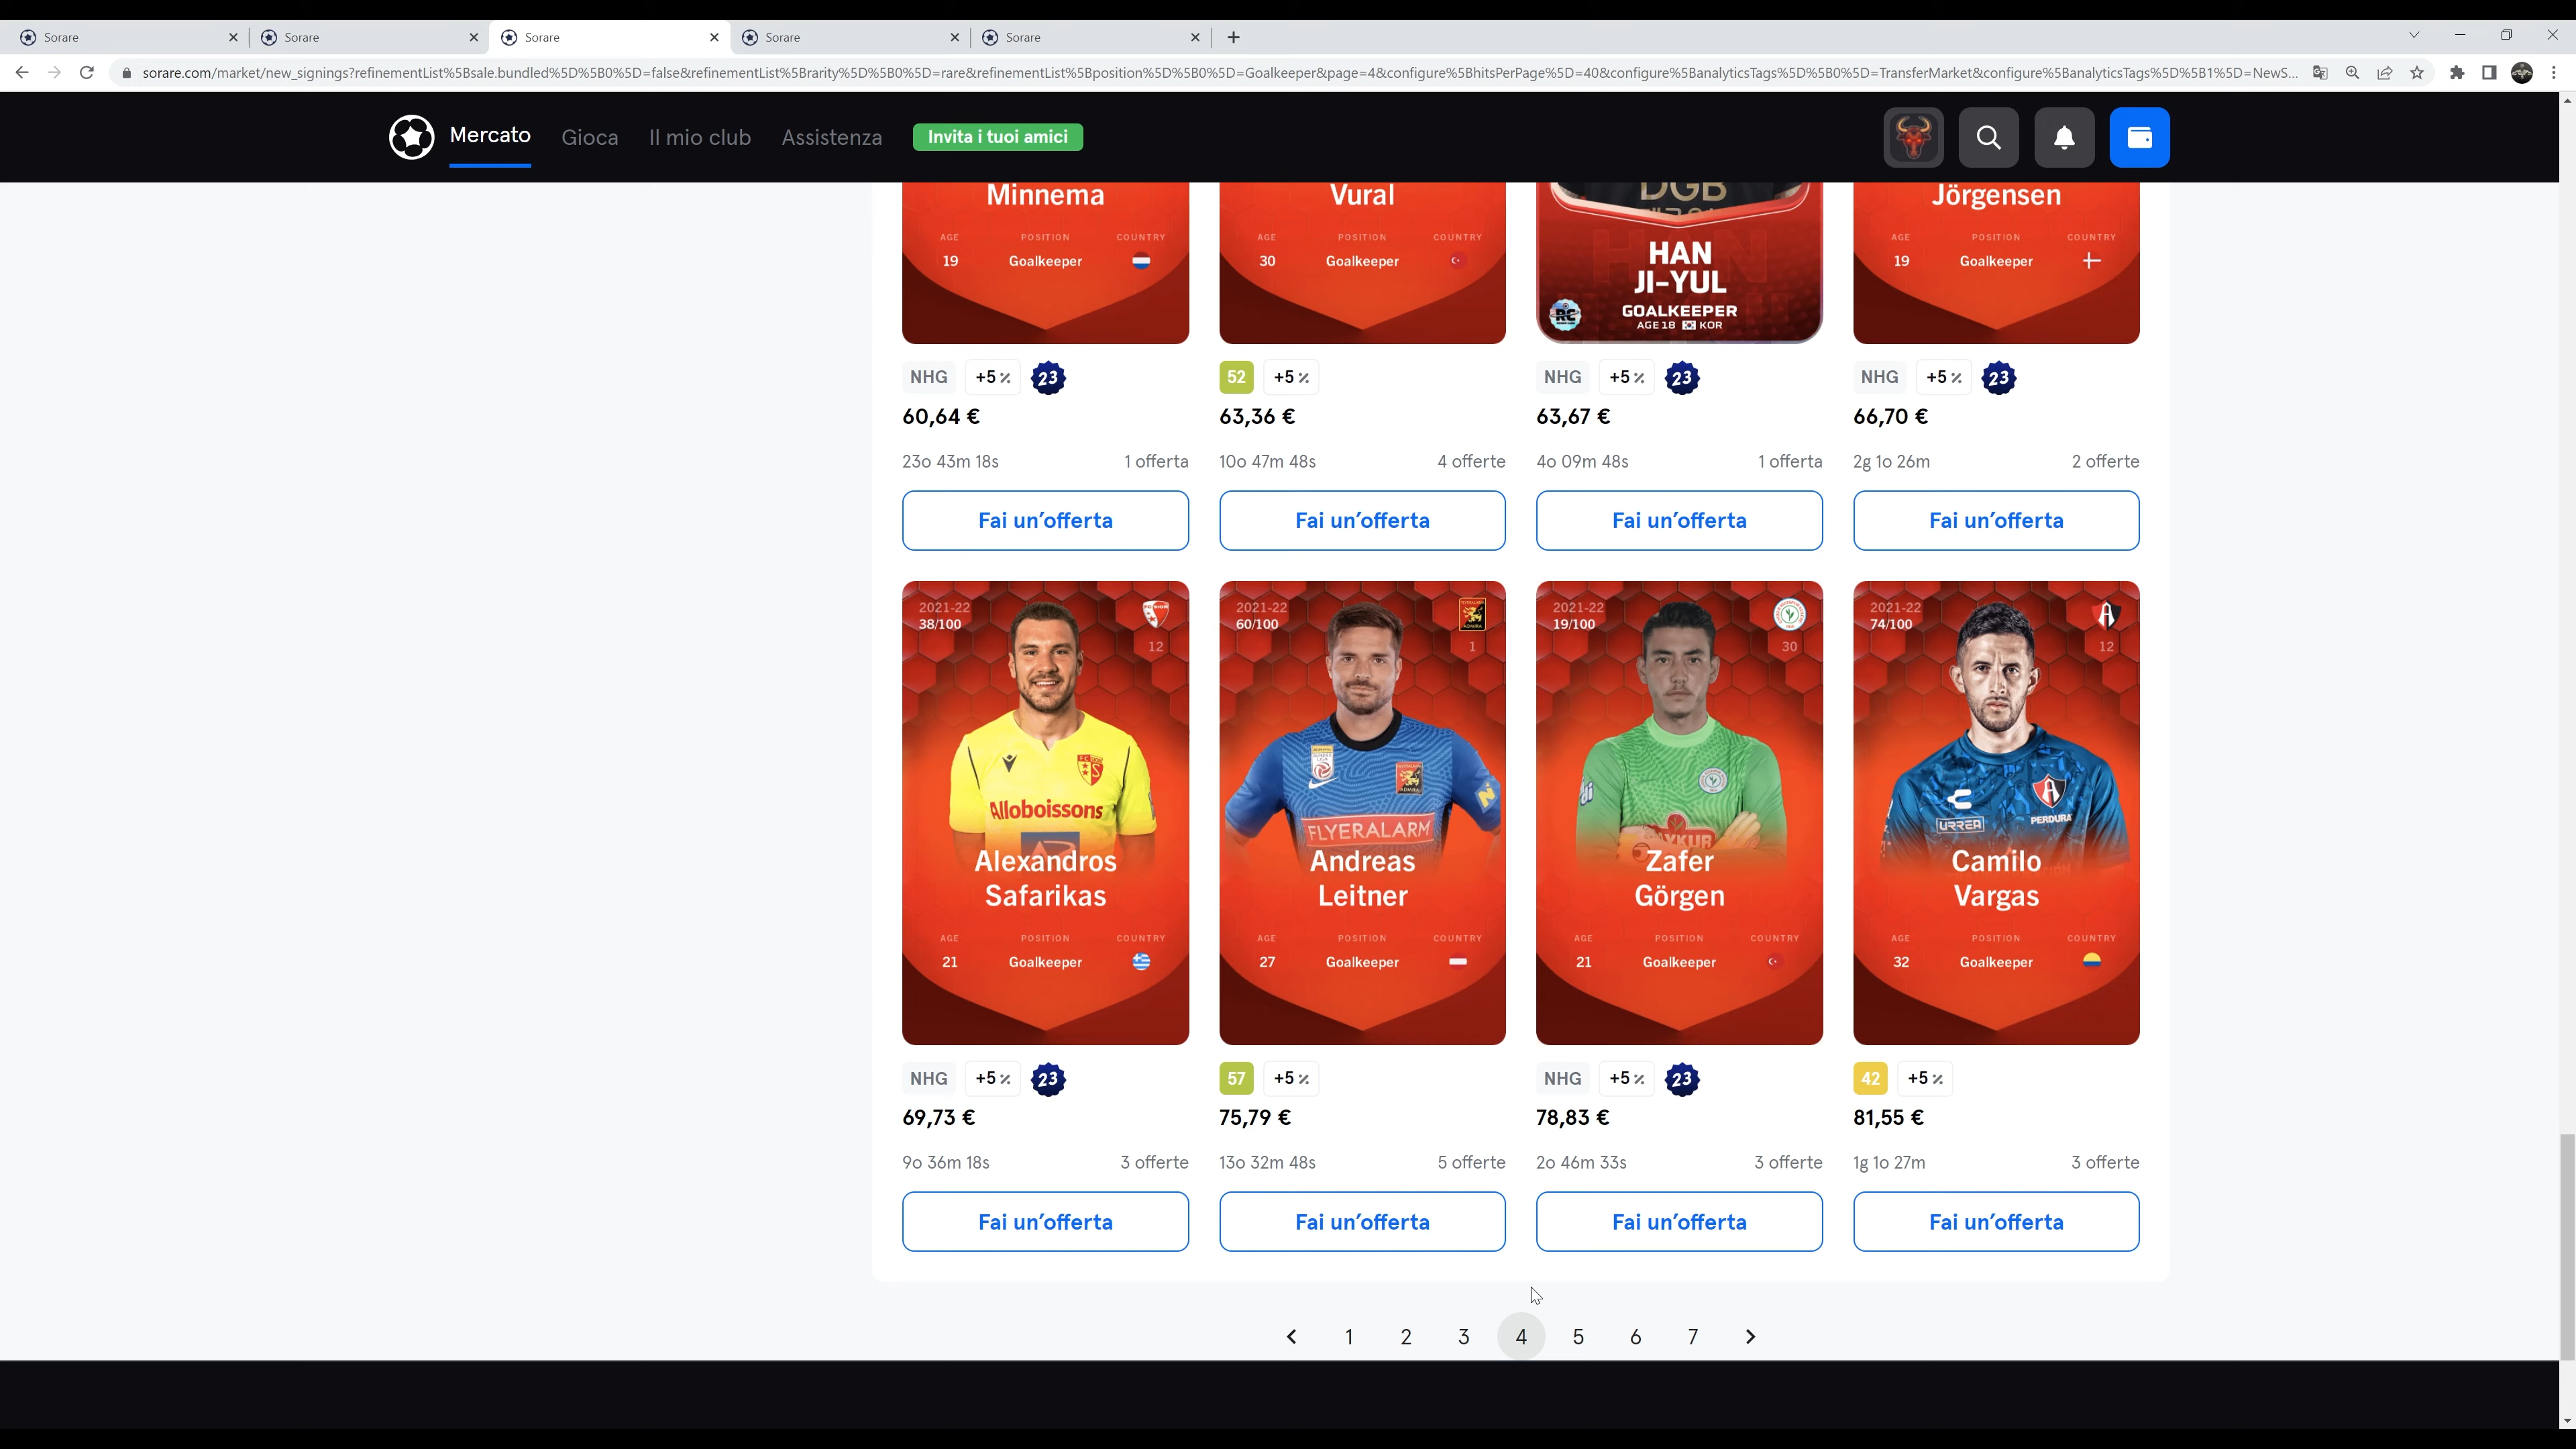 Sorare
Sorare
Sorare
Sorare
Sorare
sorare.com/market/new_signings?refinementList%5Bsale.bundled%5D%5B0%5D=false&refinementList%5Brarity%5D%5B0%5D=rare&refinementList%5Bposition%5D%5B0%5D=Goalkeeper&page=4&configure%5BhitsPerPage%5D=40&configure%5BanalyticsTags%5D%5B0%5D=TransferMarket&configure%5BanalyticsTags%5D%5B1%5D=NewS...
Mercato
Gioca
Il mio club
Assistenza
Invita i tuoi amici
Minnema
AGE POSITION COUNTRY
19 Goalkeeper
NHG +5% 23
60,64 €
23o 43m 18s 1 offerta
Fai un'offerta
Vural
AGE POSITION COUNTRY
30 Goalkeeper
52 +5%
63,36 €
10o 47m 48s 4 offerte
Fai un'offerta
DGB
HAN
JI-YUL
GOALKEEPER
AGE 18 KOR
RC
NHG +5% 23
63,67 €
4o 09m 48s 1 offerta
Fai un'offerta
Jörgensen
AGE POSITION COUNTRY
19 Goalkeeper
NHG +5% 23
66,70 €
2g 1o 26m 2 offerte
Fai un'offerta
2021-22
38/100
12
Alloboissons
Alexandros
Safarikas
AGE POSITION COUNTRY
21 Goalkeeper
NHG +5% 23
69,73 €
9o 36m 18s 3 offerte
Fai un'offerta
2021-22
60/100
ADMIRA
1
ADMIRA
FLYERALARM
Andreas
Leitner
AGE POSITION COUNTRY
27 Goalkeeper
57 +5%
75,79 €
13o 32m 48s 5 offerte
Fai un'offerta
2021-22
19/100
30
Zafer
Görgen
AGE POSITION COUNTRY
21 Goalkeeper
NHG +5% 23
78,83 €
2o 46m 33s 3 offerte
Fai un'offerta
2021-22
74/100
12
URREA
PERDURA
Camilo
Vargas
AGE POSITION COUNTRY
32 Goalkeeper
42 +5%
81,55 €
1g 1o 27m 3 offerte
Fai un'offerta
1 2 3 4 5 6 7